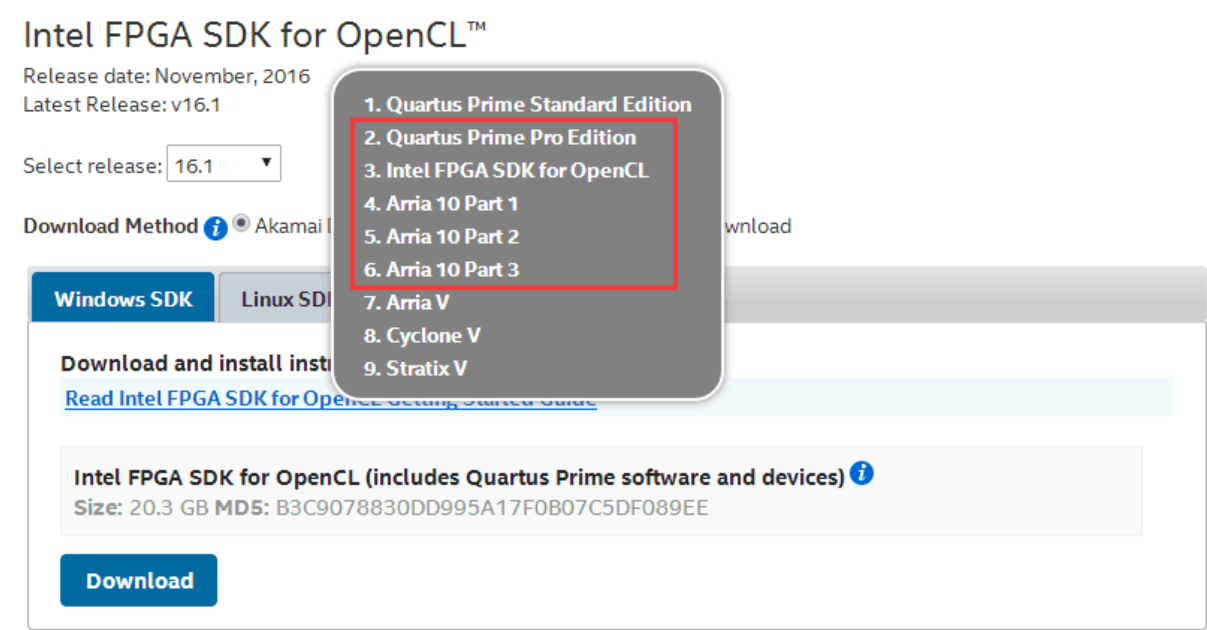 Intel FPGA SDK for OpenCL™
Release date: November, 2016
Latest Release: v16.1
Select release: 16.1
Download Method Akamai
wnload
1. Quartus Prime Standard Edition
2. Quartus Prime Pro Edition
3. Intel FPGA SDK for OpenCL
4. Arria 10 Part 1
5. Arria 10 Part 2
6. Arria 10 Part 3
7. Arria V
8. Cyclone V
9. Stratix V
Windows SDK
Linux SD
Download and install inst
Read Intel FPGA SDK for OpenCL Getting Started Guide
Intel FPGA SDK for OpenCL (includes Quartus Prime software and devices)
Size: 20.3 GB MD5: B3C9078830DD995A17F0B07C5DF089EE
Download